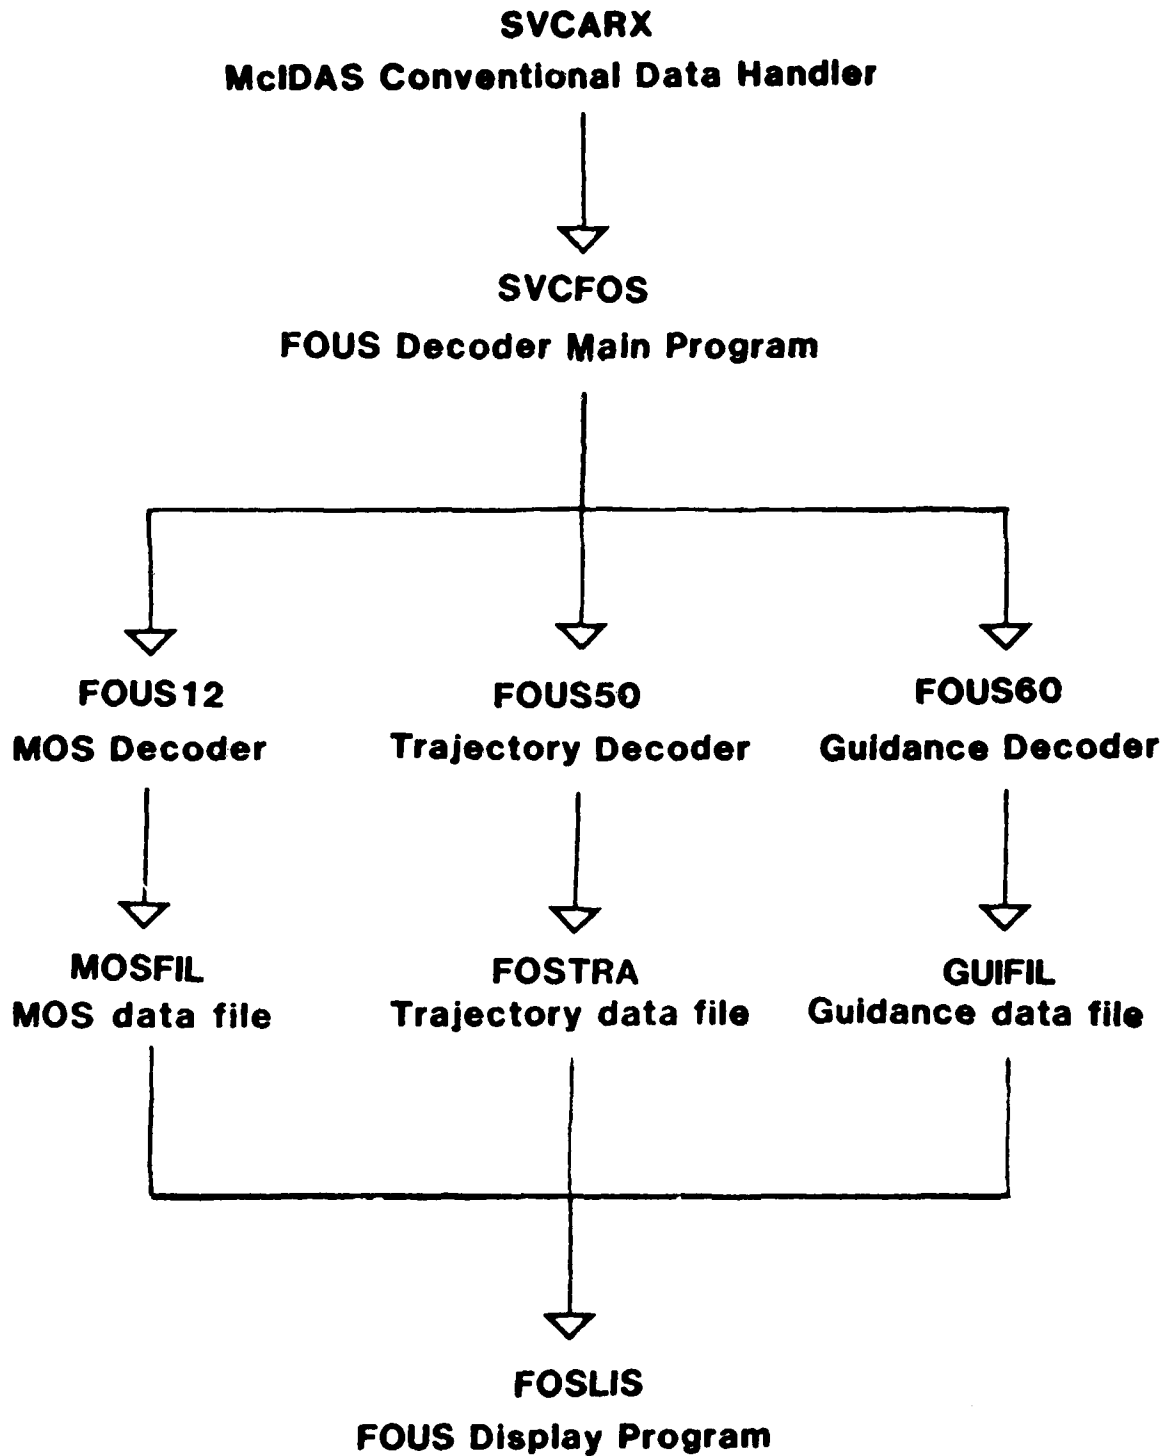 SVCARX
McIDAS Conventional Data Handler
SVCFOS
FOUS Decoder Main Program
FOUS12
MOS Decoder
FOUS50
Trajectory Decoder
FOUS60
Guidance Decoder
MOSFIL
MOS data file
FOSTRA
Trajectory data file
GUIFIL
Guidance data file
FOSLIS
FOUS Display Program